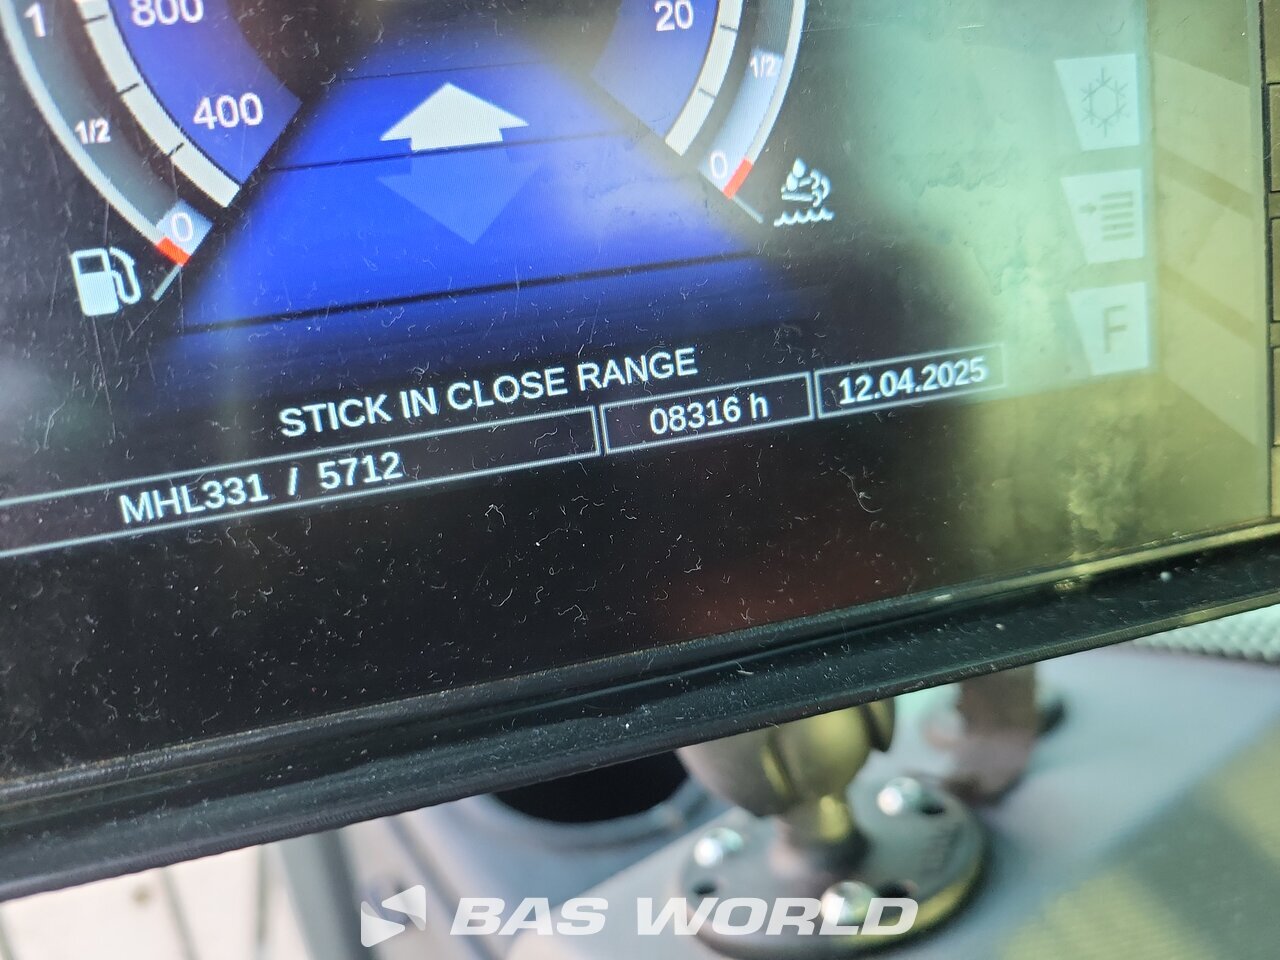 1
800
20
1/2
400
1/2
0
0
F
STICK IN CLOSE RANGE
MHL331 / 5712
08316 h
12.04.2025
BAS WORLD